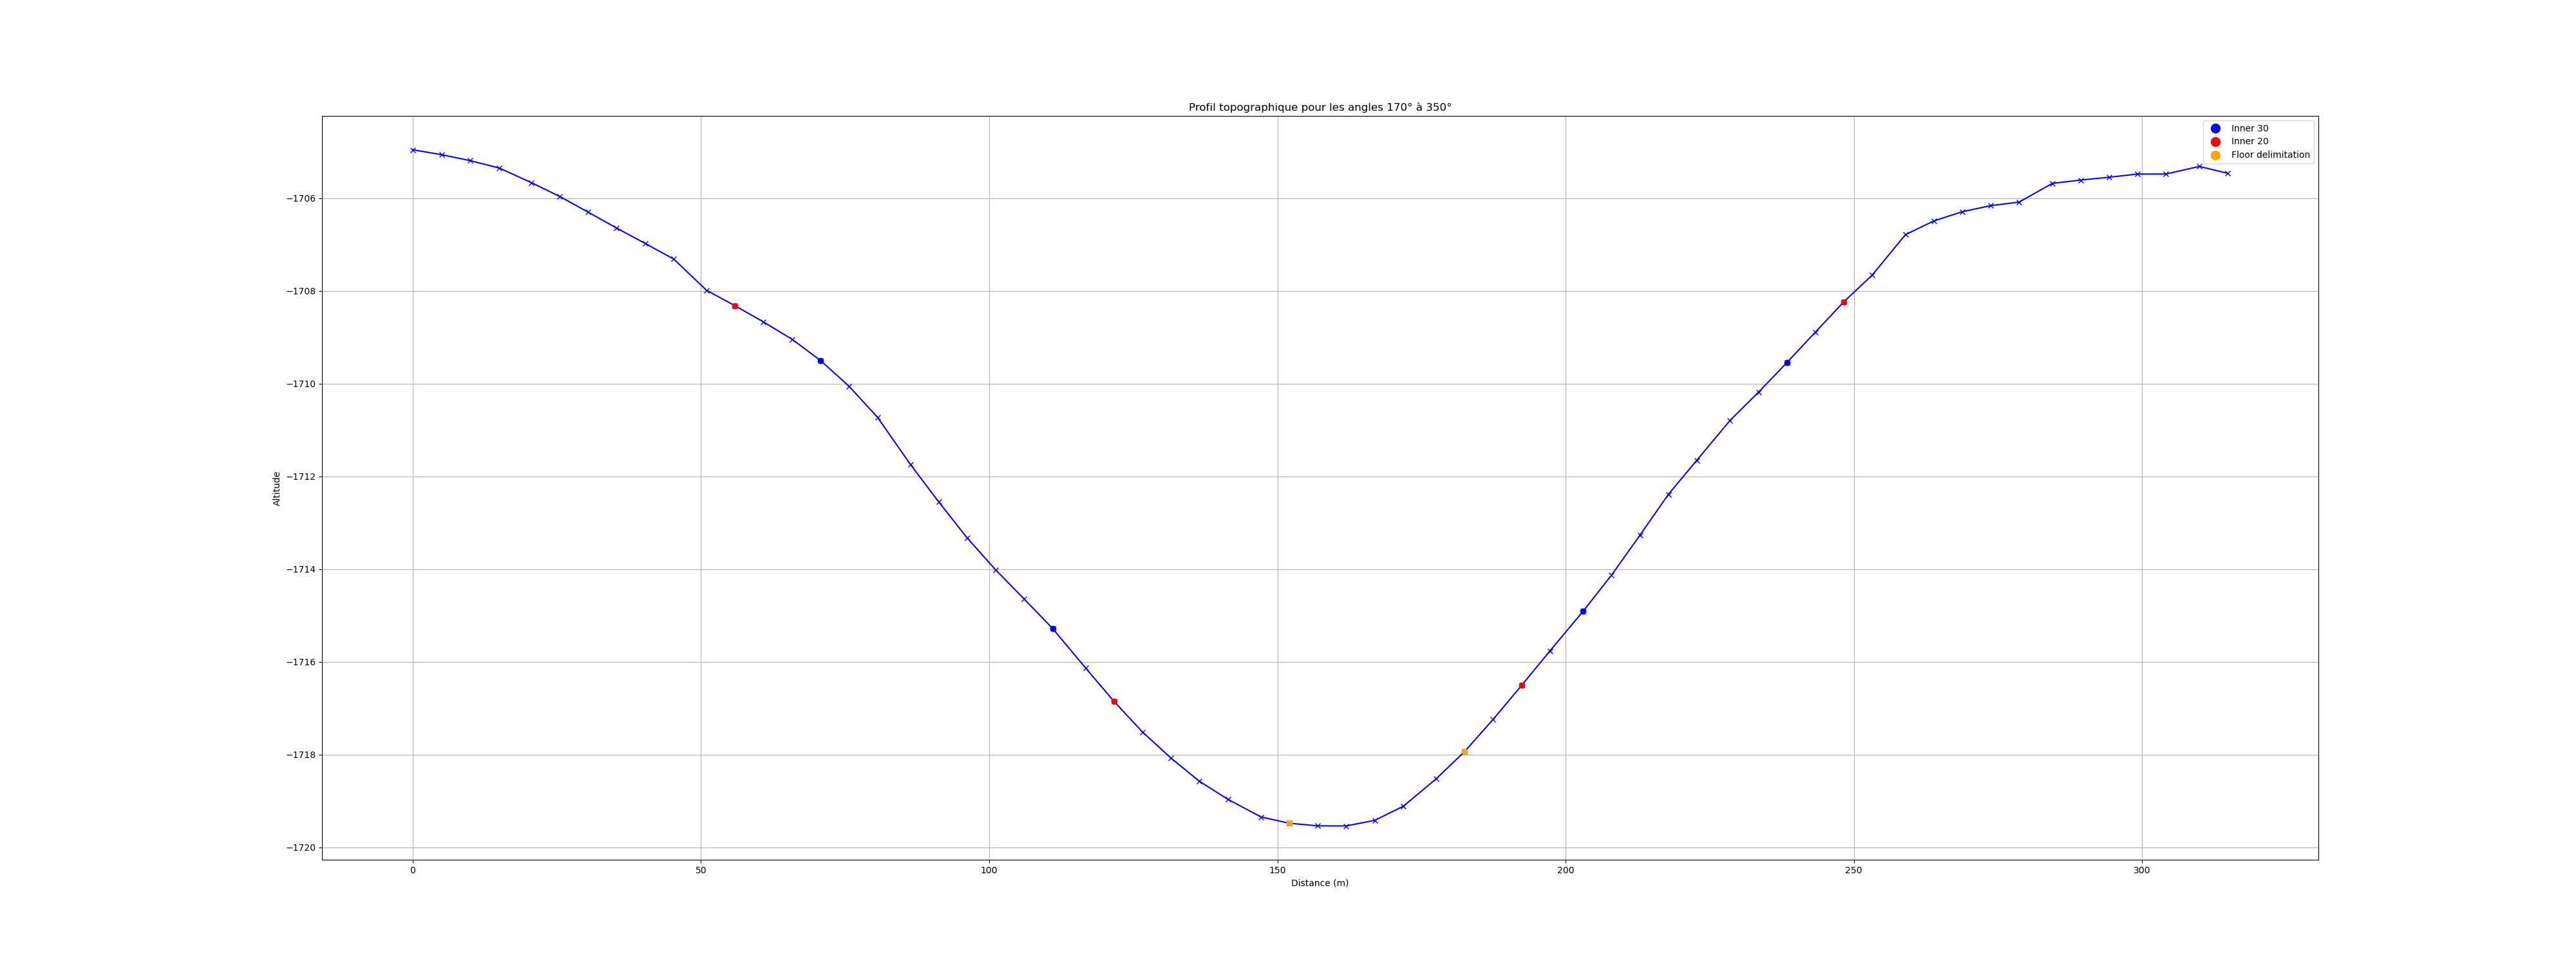 Profil topographique pour les angles 170° à 350°
Inner 30
Inner 20
Floor delimitation
−1706
−1708
−1710
−1712
−1714
−1716
−1718
−1720
Altitude
0 50 100 150 200 250 300
Distance (m)